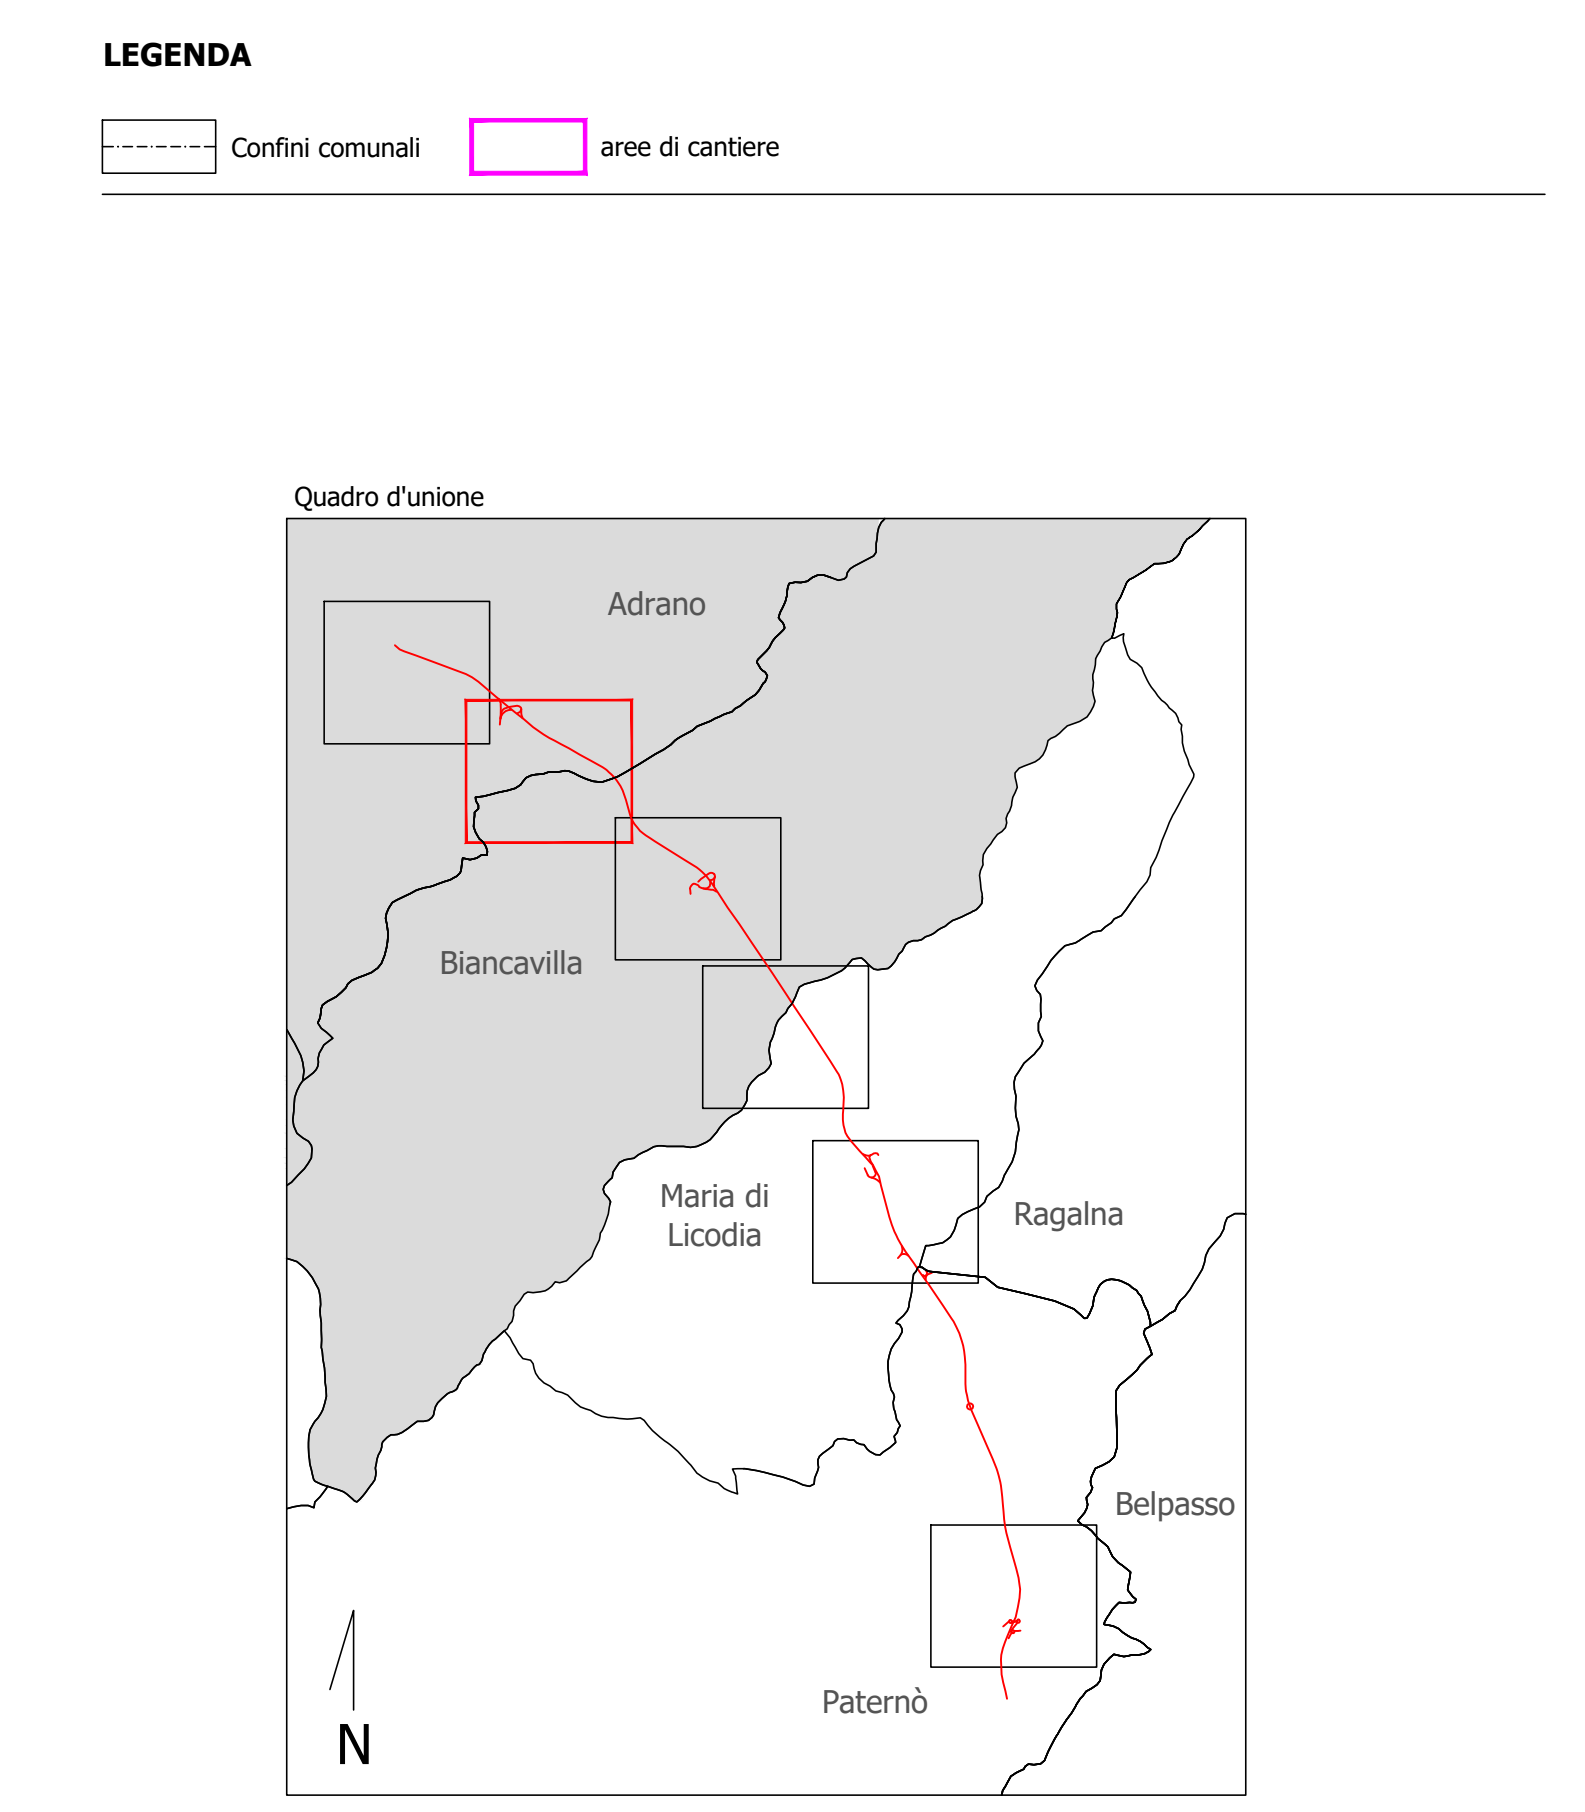 LEGENDA
Confini comunali
aree di cantiere
Quadro d'unione
Adrano
Biancavilla
Maria di
Licodia
Ragalna
Belpasso
Paternò
N